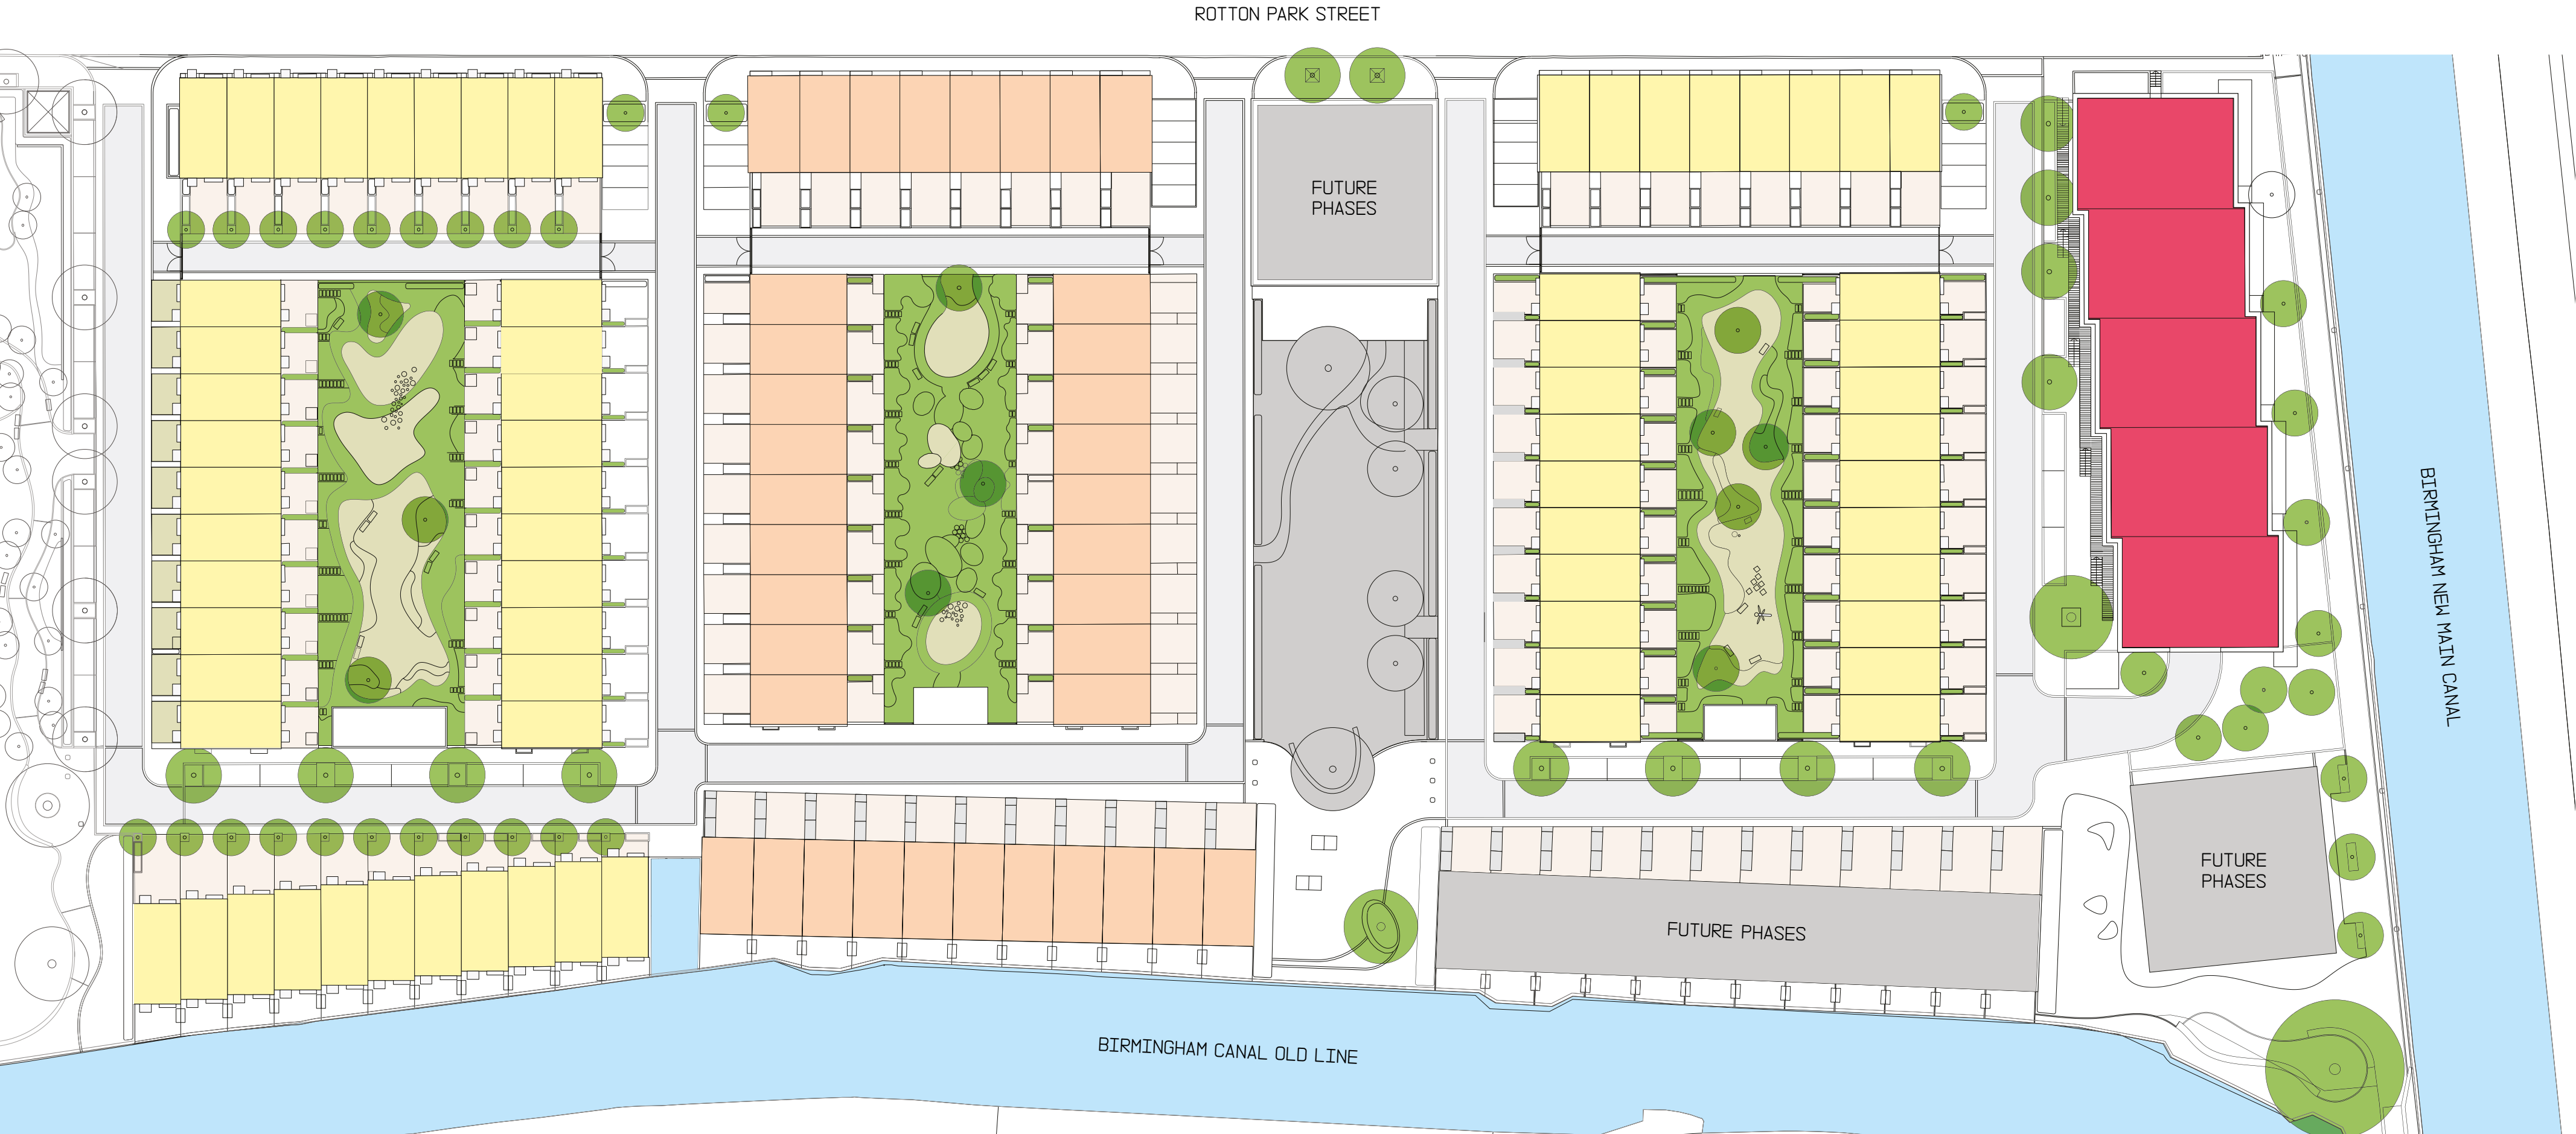 ROTTON PARK STREET
FUTURE
PHASES
BIRMINGHAM NEW MAIN CANAL
FUTURE
PHASES
FUTURE PHASES
BIRMINGHAM CANAL OLD LINE